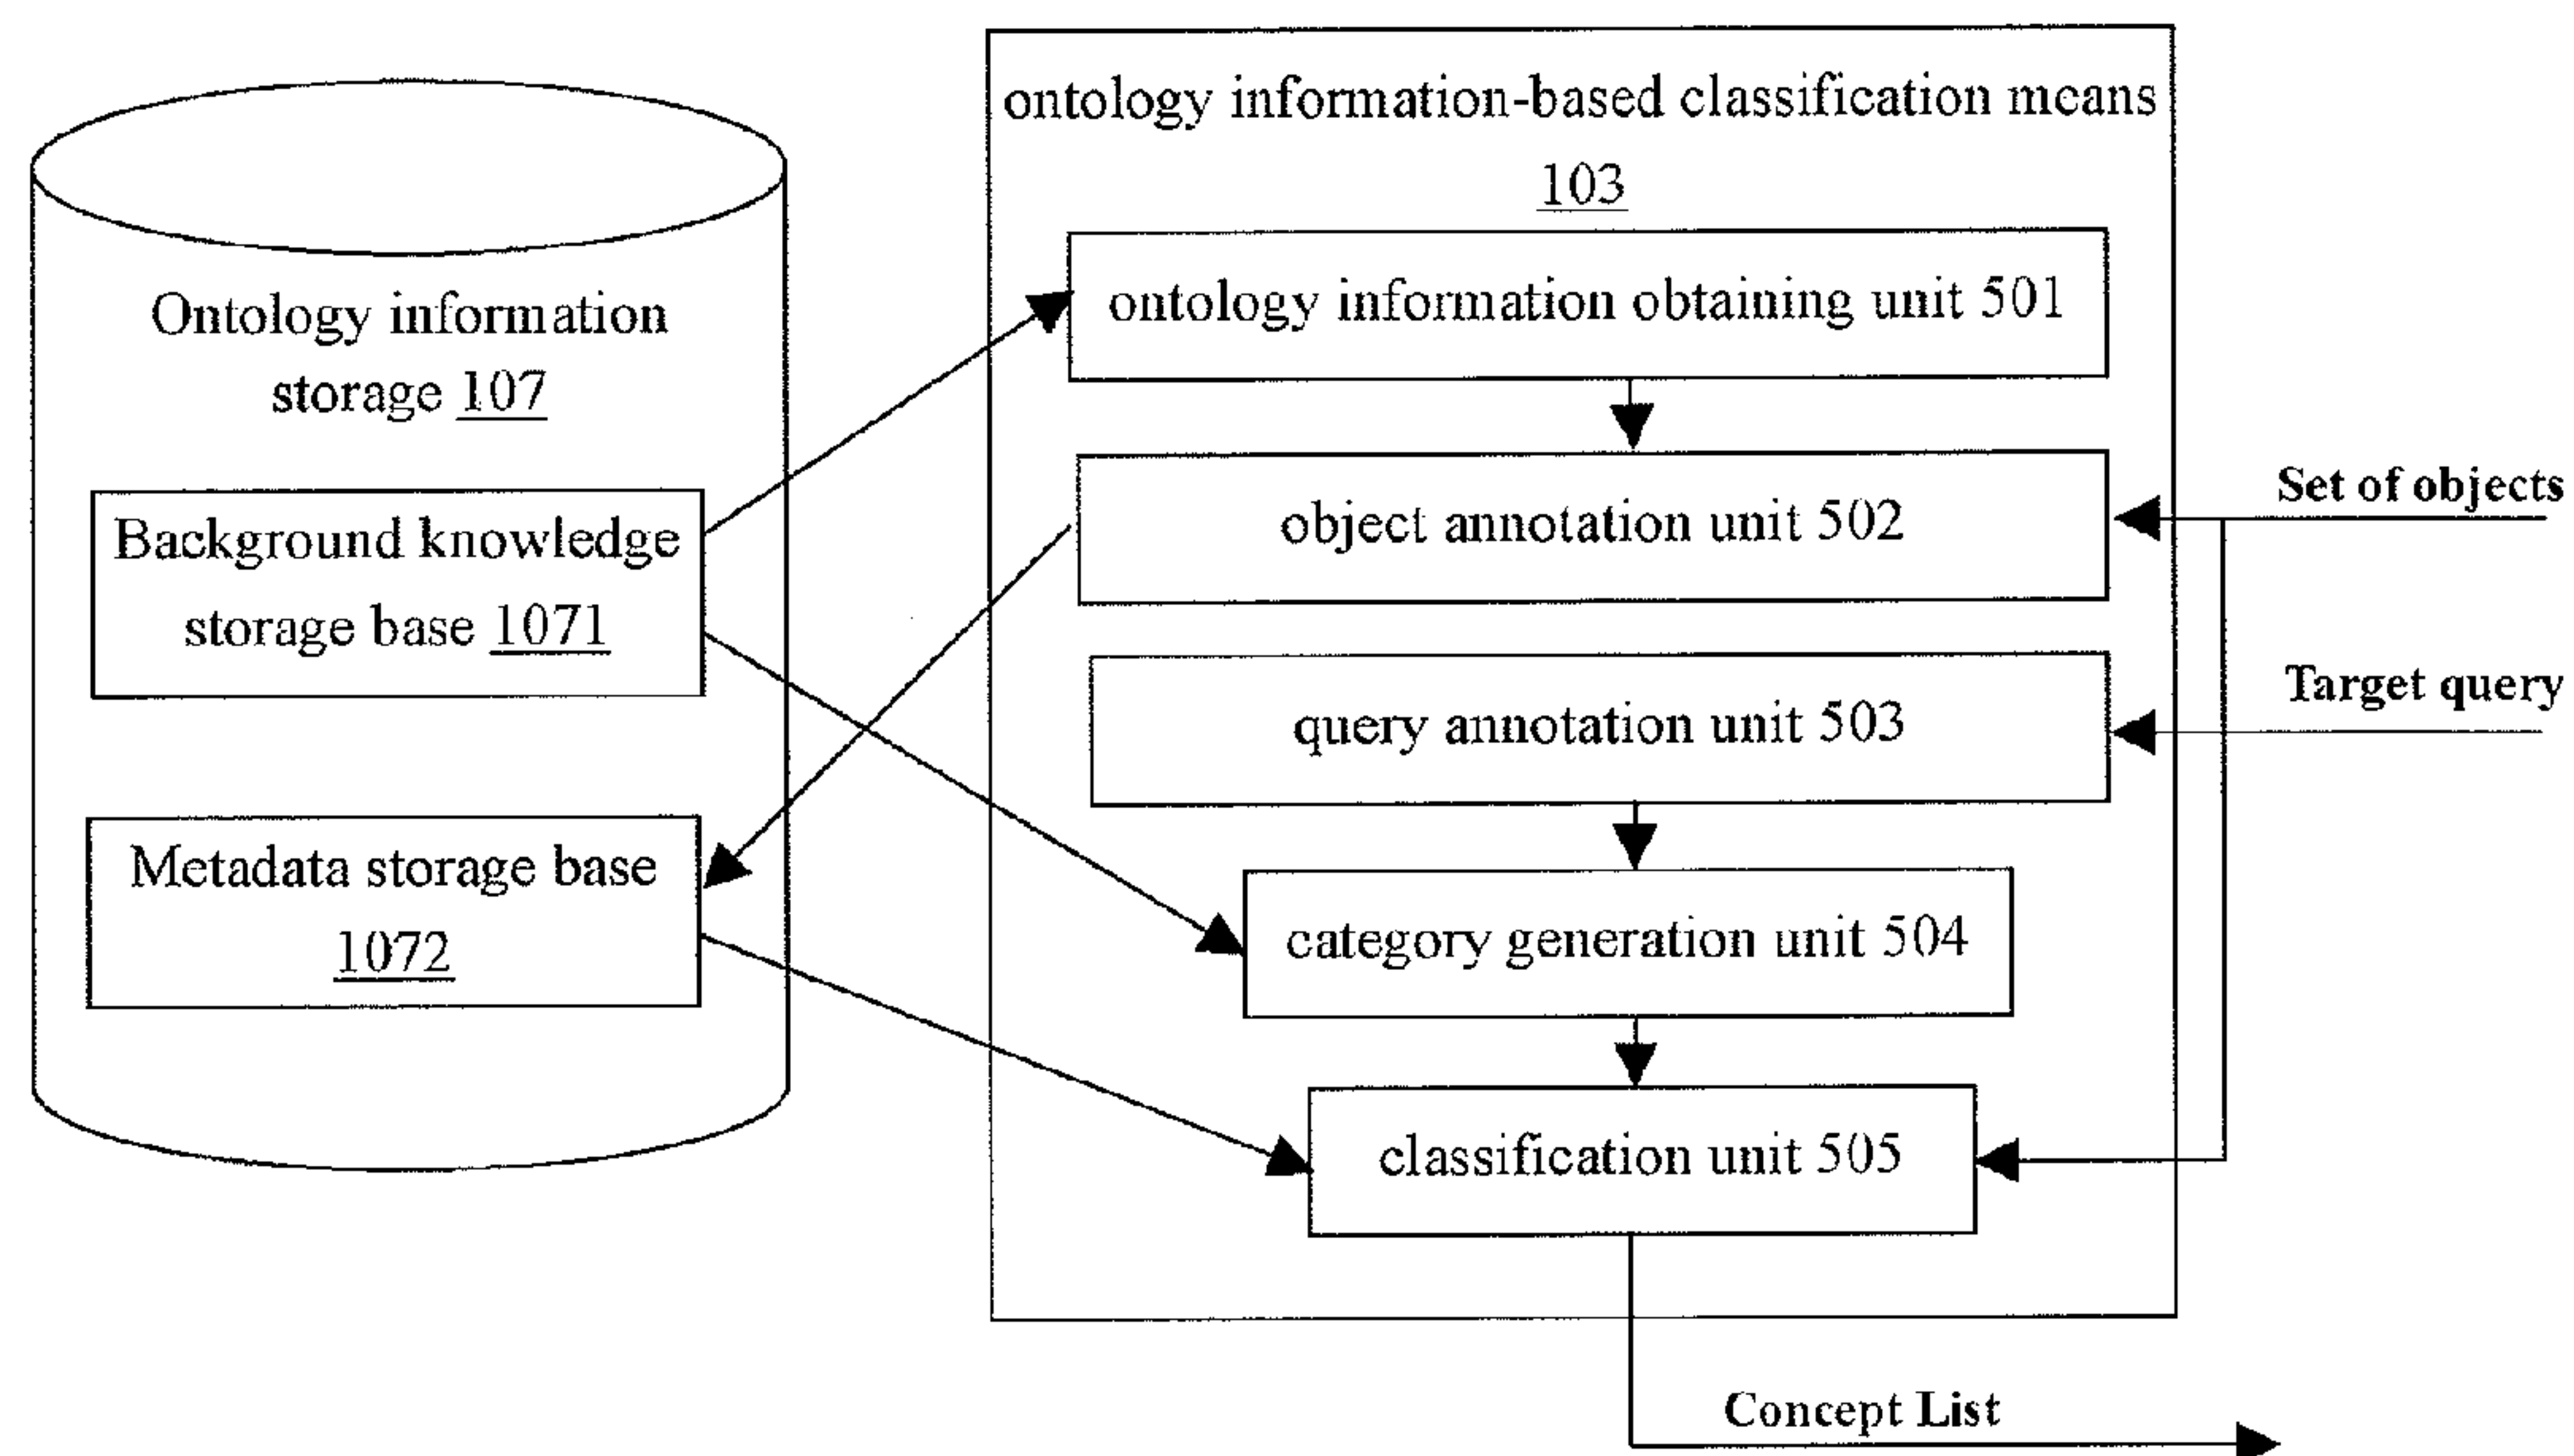 Ontology information
storage 107
Background knowledge
storage base 1071
Metadata storage base
1072
ontology information-based classification means
103
ontology information obtaining unit 501
object annotation unit 502
query annotation unit 503
category generation unit 504
classification unit 505
Set of objects
Target query
Concept List